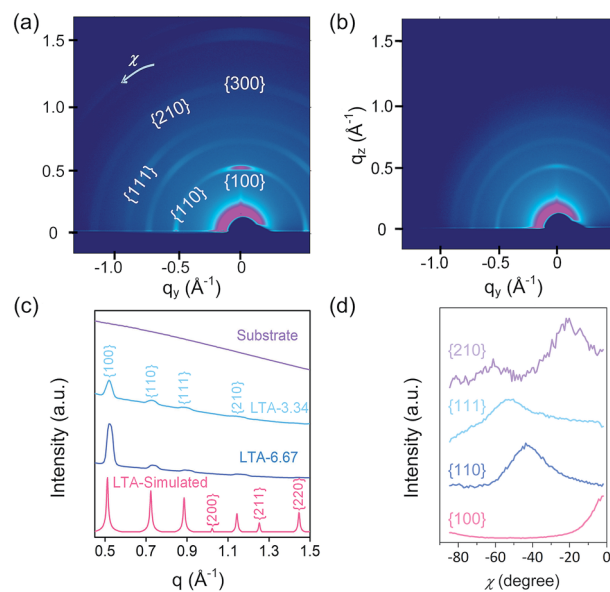 (a)
χ
{300}
{210}
{111}
{110}
{100}
1.5
1.0
0.5
0
-1.0
-0.5
0
qy (Å-1)
(b)
qz (Å-1)
1.5
1.0
0.5
0
-1.0
-0.5
0
qy (Å-1)
(c)
Intensity (a.u.)
Substrate
{100}
{110}
{111}
{210}
LTA-3.34
LTA-6.67
LTA-Simulated
{200}
{211}
{220}
0.5 0.7 0.9 1.1 1.3 1.5
q (Å-1)
(d)
Intensity (a.u.)
{210}
{111}
{110}
{100}
-80 -60 -40 -20 0
χ (degree)